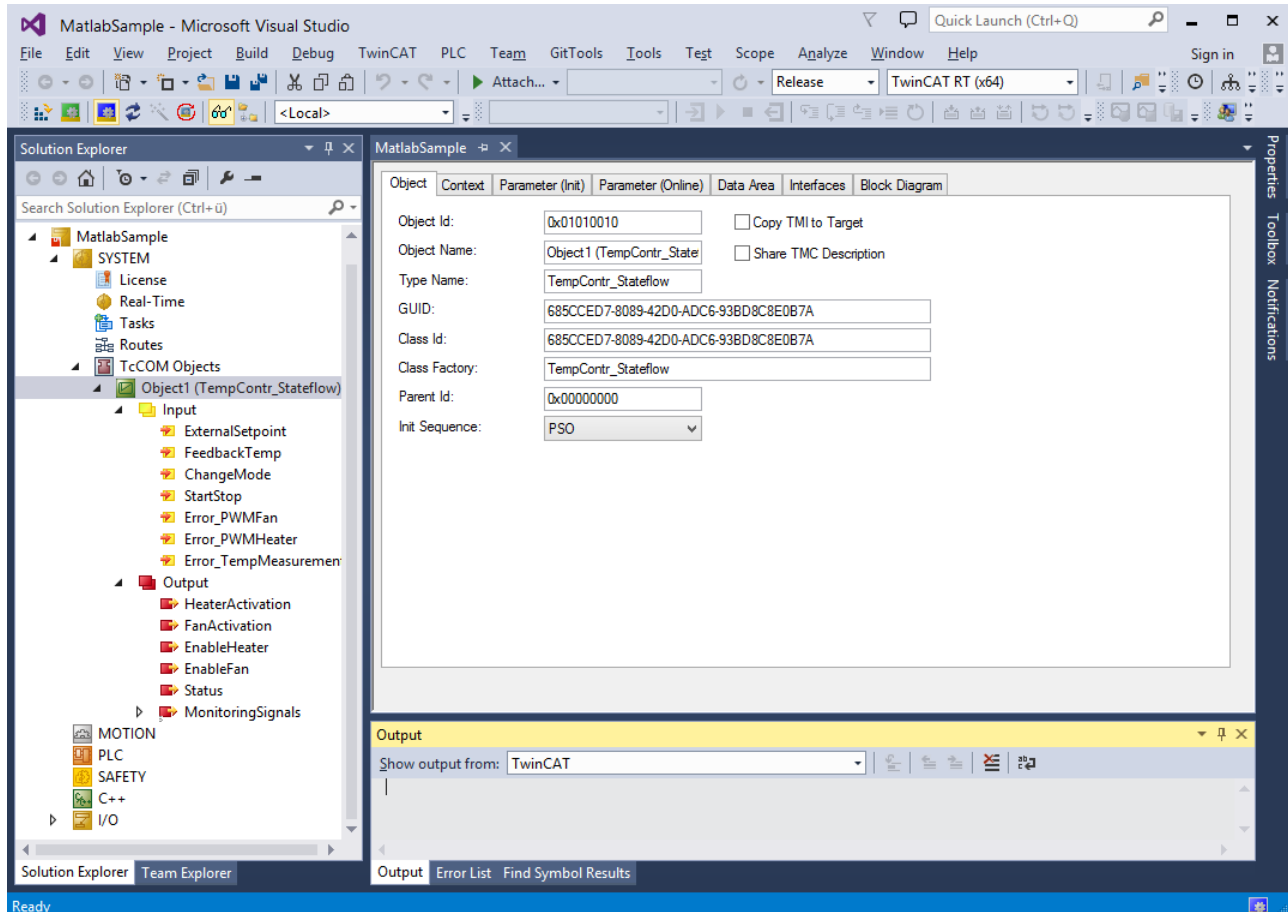 MatlabSample - Microsoft Visual Studio
Quick Launch (Ctrl+Q)
File Edit View Project Build Debug TwinCAT PLC Team GitTools Tools Test Scope Analyze Window Help Sign in
Attach... Release TwinCAT RT (x64)
<Local>
Solution Explorer
Search Solution Explorer (Ctrl+ü)
MatlabSample
SYSTEM
License
Real-Time
Tasks
Routes
TcCOM Objects
Object1 (TempContr_Stateflow)
Input
ExternalSetpoint
FeedbackTemp
ChangeMode
StartStop
Error_PWMFan
Error_PWMHeater
Error_TempMeasuremen
Output
HeaterActivation
FanActivation
EnableHeater
EnableFan
Status
MonitoringSignals
MOTION
PLC
SAFETY
C++
I/O
Solution Explorer Team Explorer
MatlabSample
Object Context Parameter (Init) Parameter (Online) Data Area Interfaces Block Diagram
Object Id: 0x01010010 Copy TMI to Target
Object Name: Object1 (TempContr_State Share TMC Description
Type Name: TempContr_Stateflow
GUID: 685CCED7-8089-42D0-ADC6-93BD8C8E0B7A
Class Id: 685CCED7-8089-42D0-ADC6-93BD8C8E0B7A
Class Factory: TempContr_Stateflow
Parent Id: 0x00000000
Init Sequence: PSO
Output
Show output from: TwinCAT
Output Error List Find Symbol Results
Properties
Toolbox
Notifications
Ready